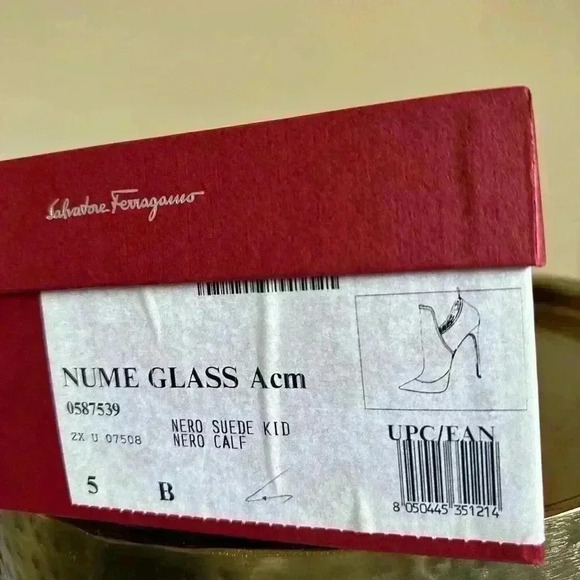 Salvatore Ferragamo
NUME GLASS Acm
0587539
2X U 07508
NERO SUEDE KID
NERO CALF
5 B
UPC/EAN
8 050445 351214